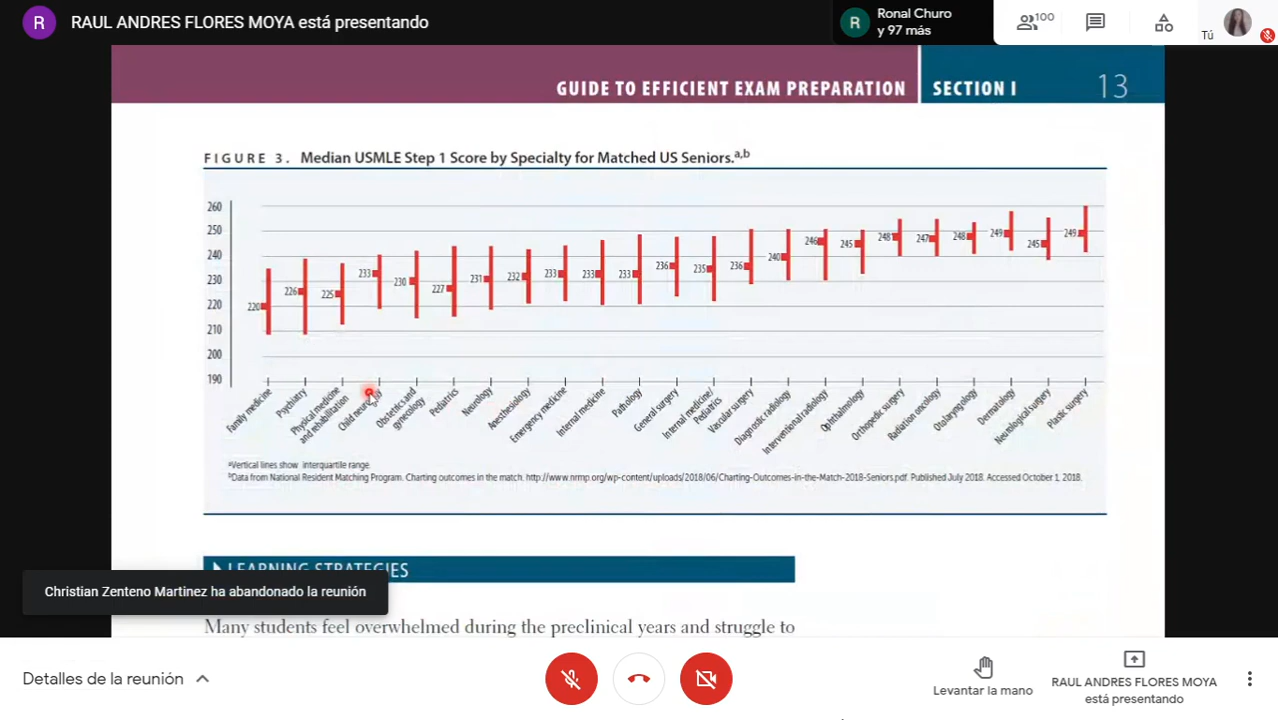 R RAUL ANDRES FLORES MOYA está presentando
R Ronal Churo
y 97 más
100
Tú
GUIDE TO EFFICIENT EXAM PREPARATION SECTION I 13
FIGURE 3. Median USMLE Step 1 Score by Specialty for Matched US Seniors.a,b
260
250
240
230
220
210
200
190
220 226 225 233 230 227 231 232 233 233 233 236 235 236 240 246 245 248 247 248 249 245 249
Family medicine
Psychiatry
Physical medicine
and rehabilitation
Child
Obstetrics and
gynecology
Pediatrics
Neurology
Anesthesiology
Emergency medicine
Internal medicine
Pathology
General surgery
Internal medicine/
Pediatrics
Vascular surgery
Diagnostic radiology
Interventional radiology
Ophthalmology
Orthopedic surgery
Radiation oncology
Otolaryngology
Dermatology
Neurological surgery
Plastic surgery
aVertical lines show interquartile range.
bData from National Resident Matching Program. Charting outcomes in the match. http://www.nrmp.org/wp-content/uploads/2018/06/Charting-Outcomes-in-the-Match-2018-Seniors.pdf. Published July 2018. Accessed October 1, 2018.
LEARNING STRATEGIES
Christian Zenteno Martinez ha abandonado la reunión
Many students feel overwhelmed during the preclinical years and struggle to
Detalles de la reunión
Levantar la mano
RAUL ANDRES FLORES MOYA
está presentando